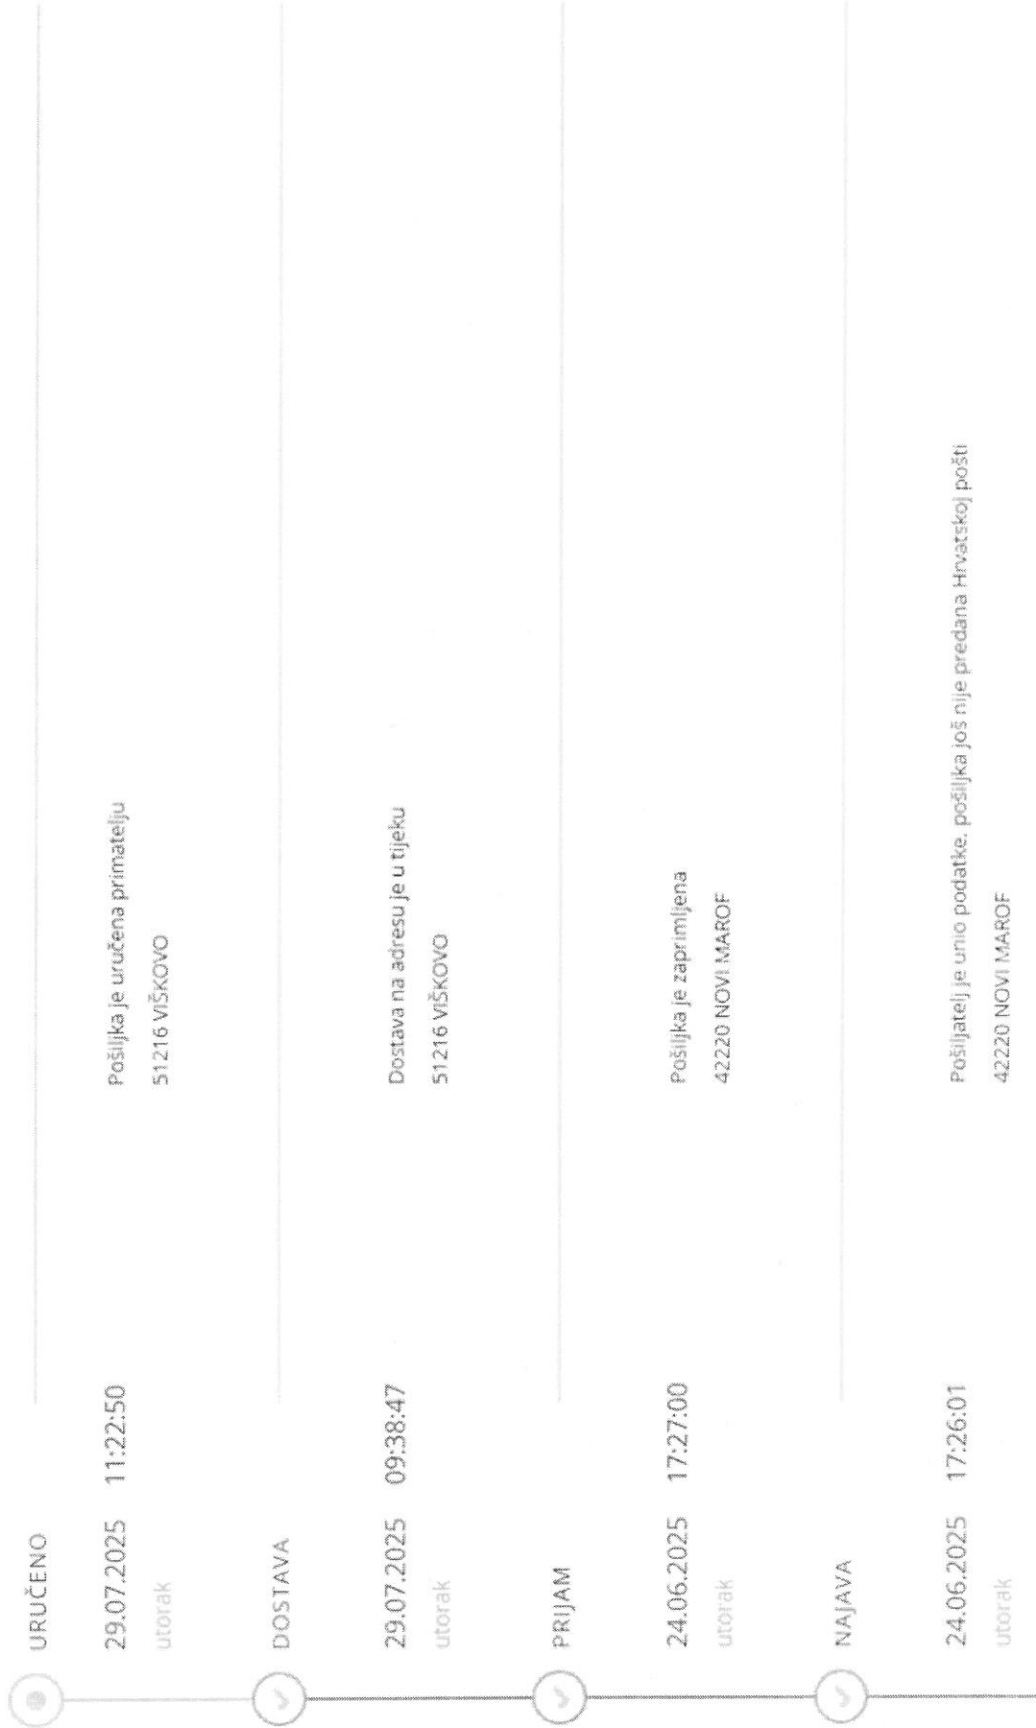 URUČENO
29.07.2025 11:22:50 Pošiljka je uručena primatelju
utorak 51216 VIŠKOVO
DOSTAVA
29.07.2025 09:38:47 Dostava na adresu je u tijeku
utorak 51216 VIŠKOVO
PRIJAM
24.06.2025 17:27:00 Pošiljka je zaprimljena
utorak 42220 NOVI MAROF
NAJAVA
24.06.2025 17:26:01 Pošiljatelj je unio podatke, pošiljka još nije predana Hrvatskoj pošti
utorak 42220 NOVI MAROF